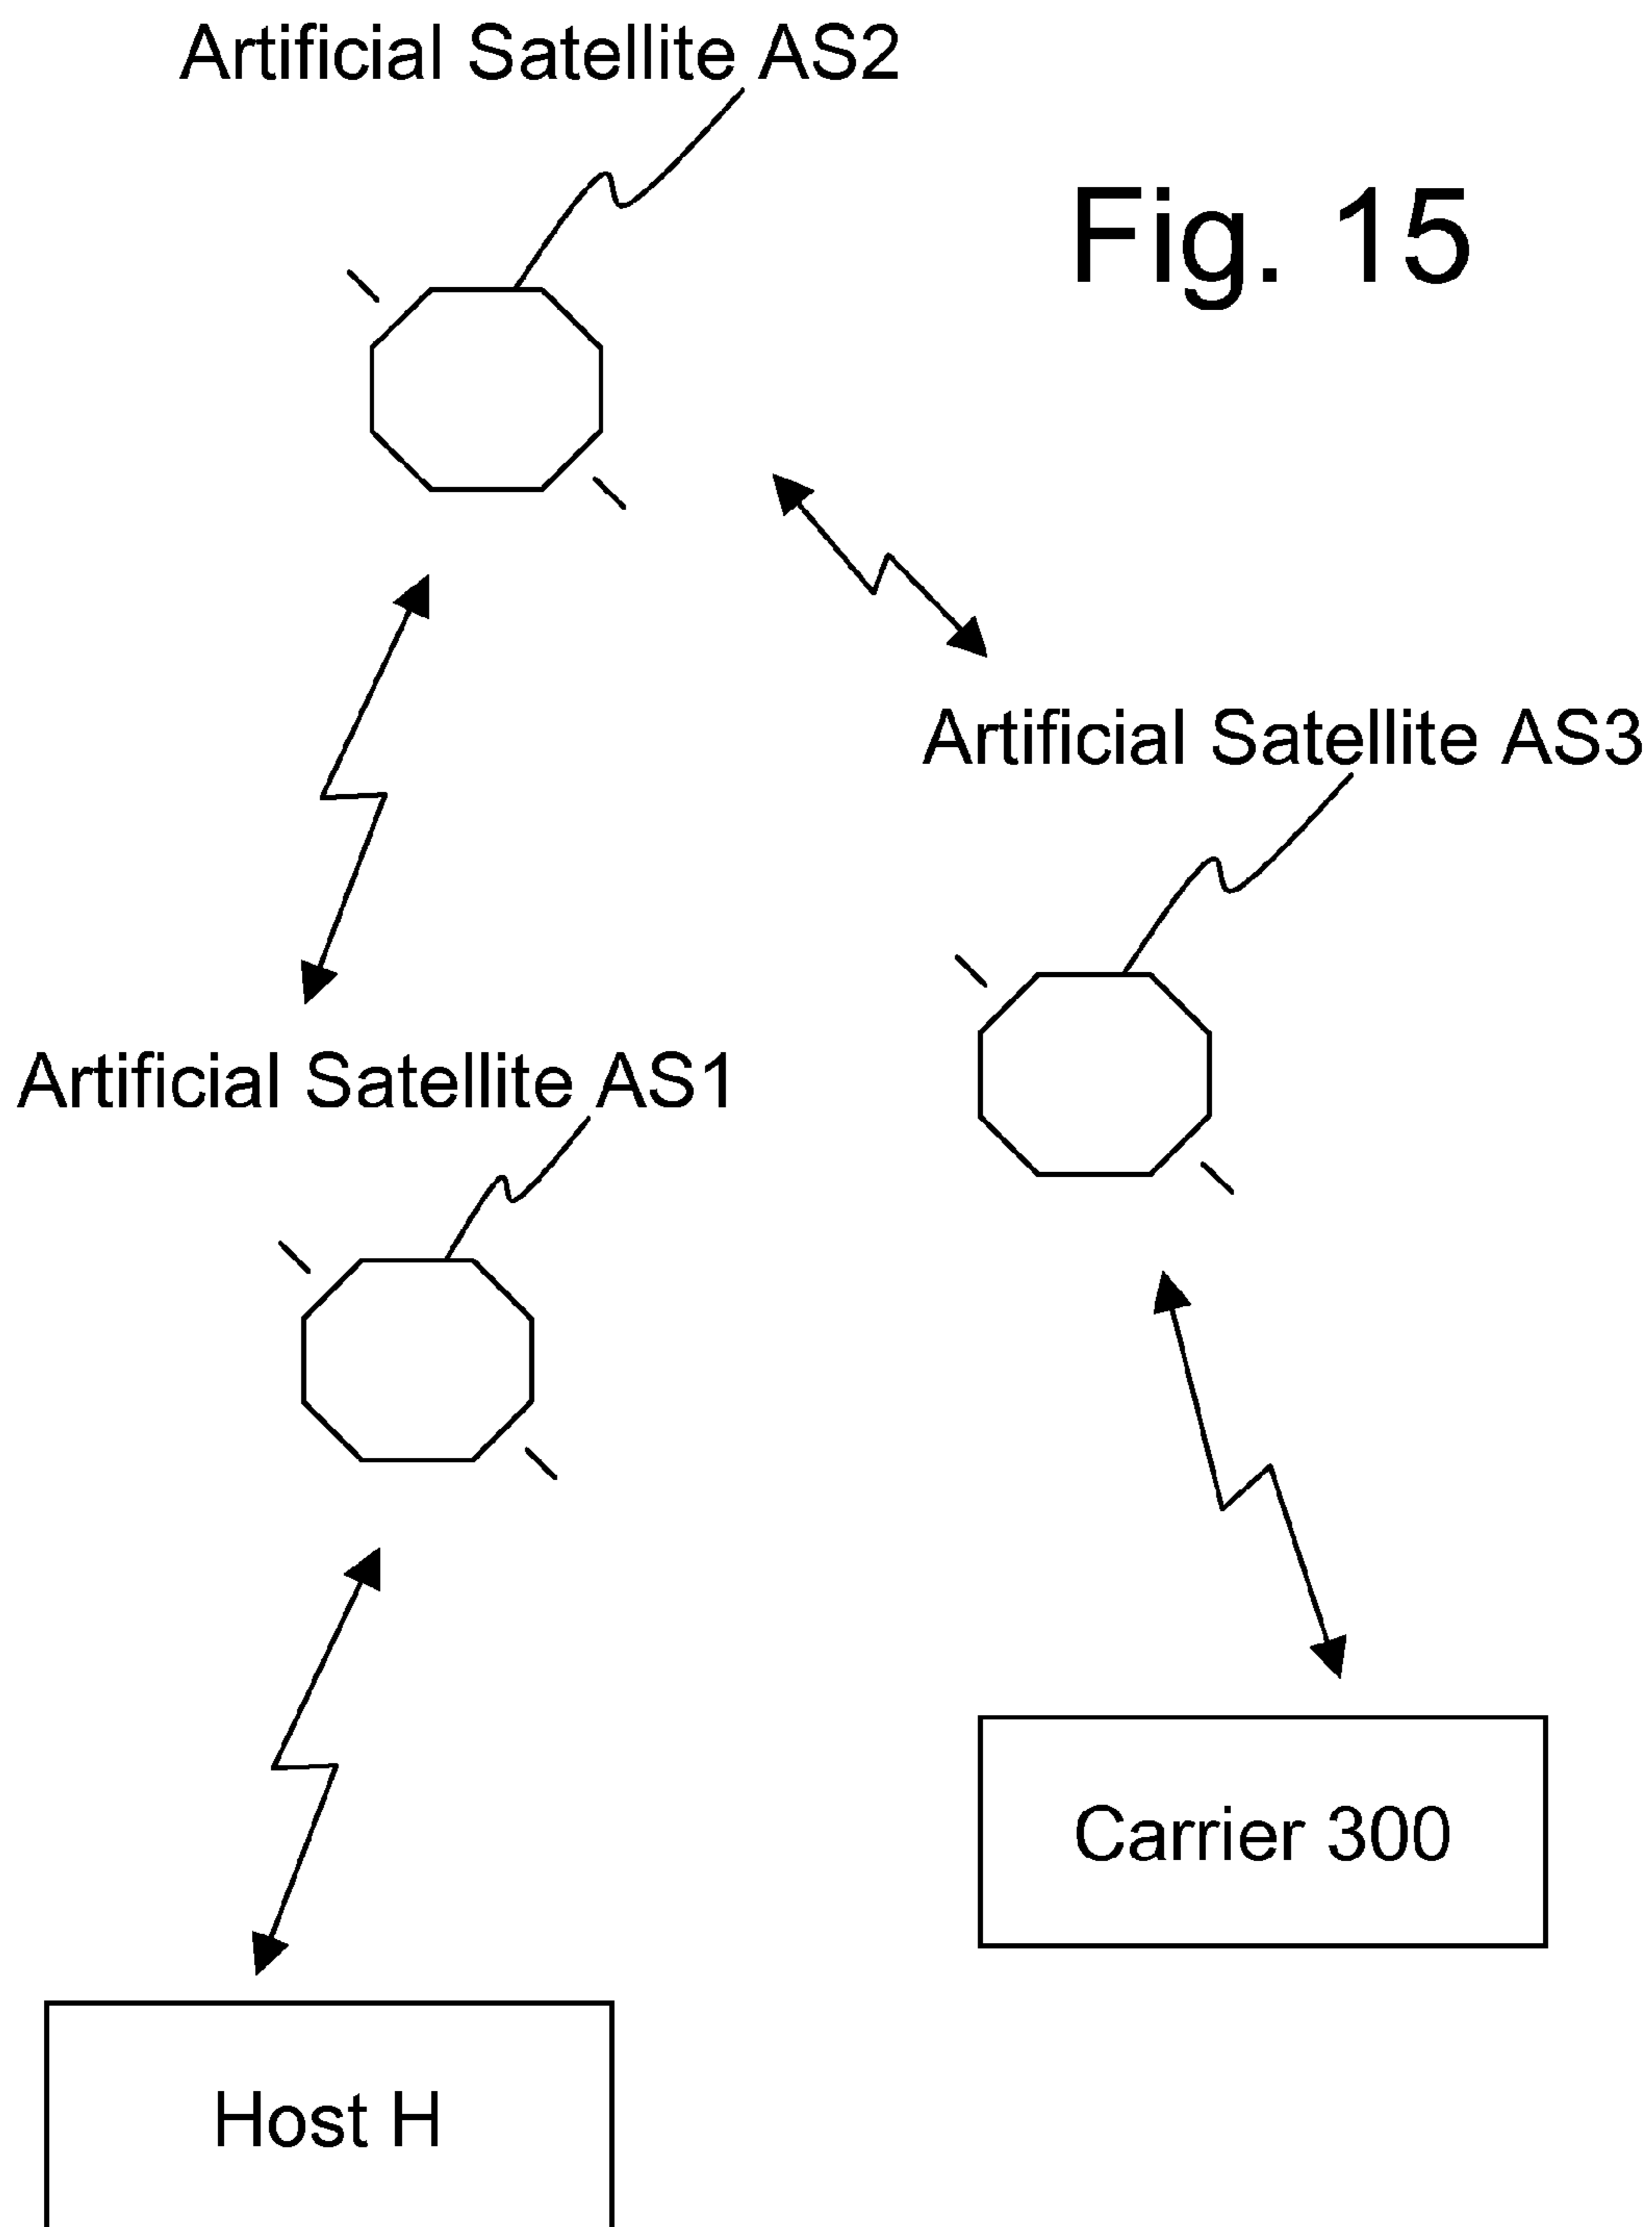 Artificial Satellite AS2
Fig. 15
Artificial Satellite AS3
Artificial Satellite AS1
Carrier 300
Host H